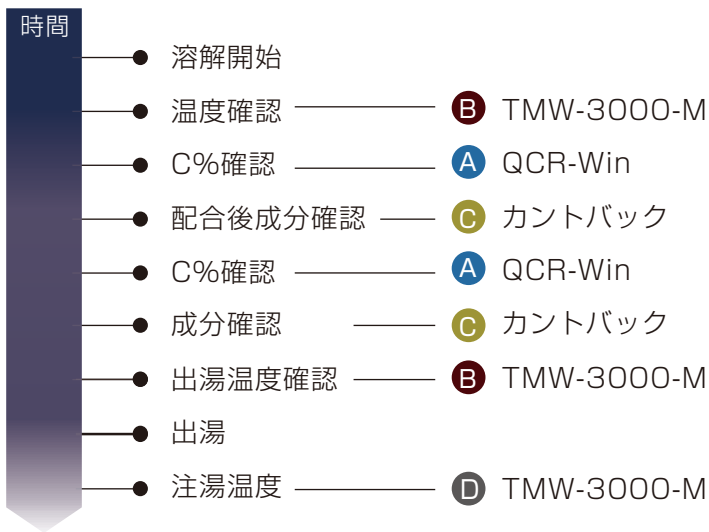 時間
溶解開始
温度確認 B TMW-3000-M
C%確認 A QCR-Win
配合後成分確認 C カントバック
C%確認 A QCR-Win
成分確認 C カントバック
出湯温度確認 B TMW-3000-M
出湯
注湯温度 D TMW-3000-M